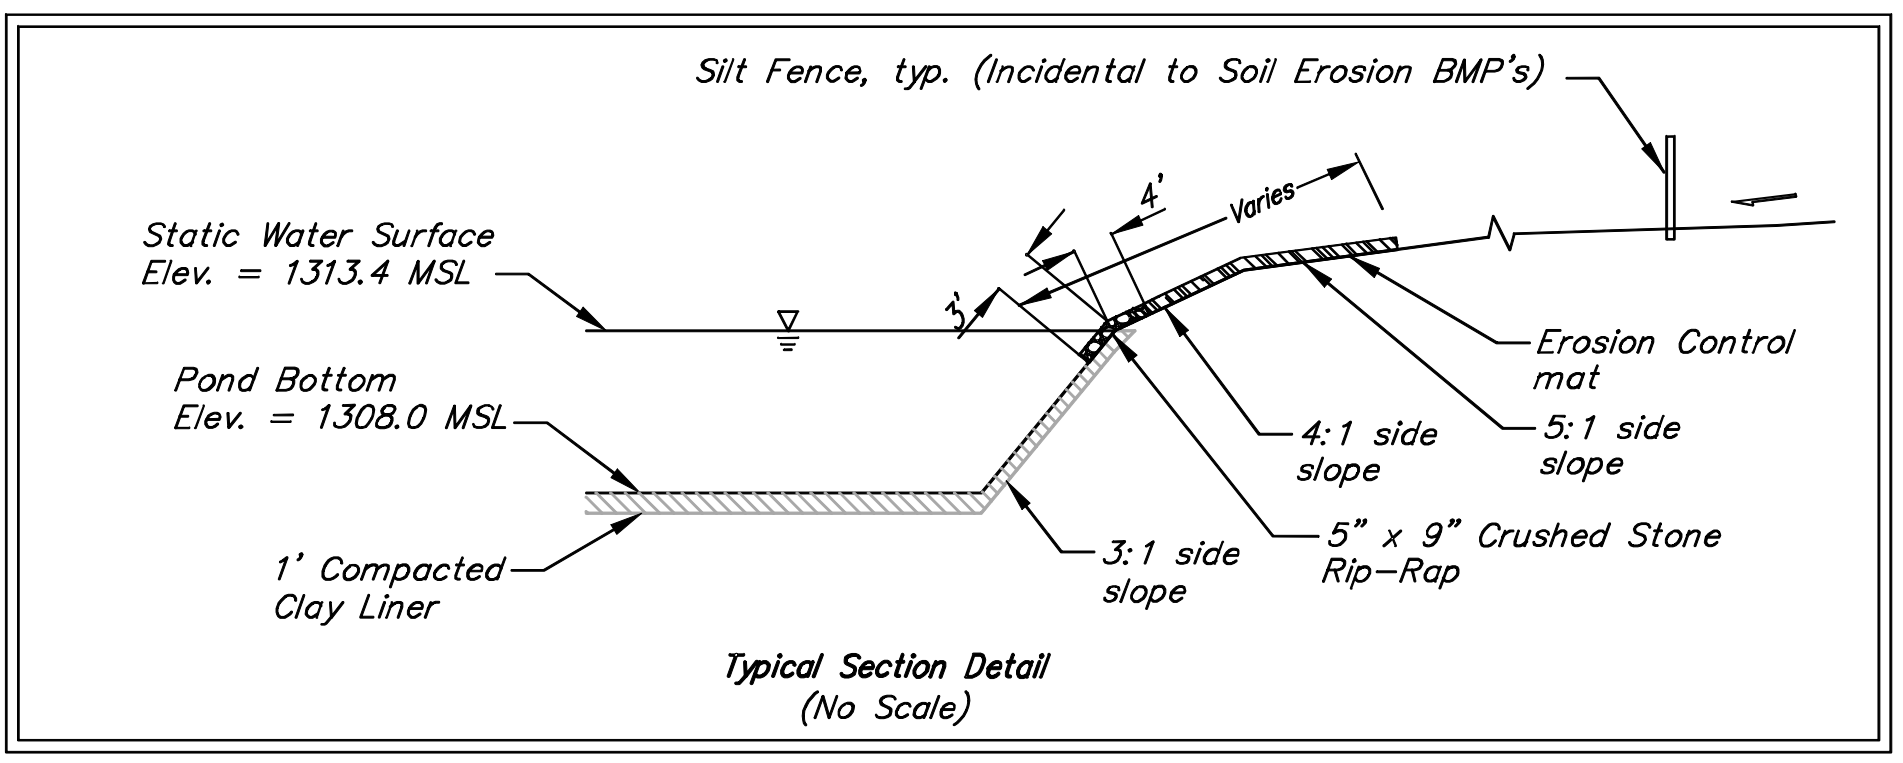 Silt Fence, typ. (Incidental to Soil Erosion BMP's)
4'
Varies
Static Water Surface
Elev. = 1313.4 MSL
3'
Erosion Control
mat
Pond Bottom
Elev. = 1308.0 MSL
4:1 side
slope
5:1 side
slope
5" x 9" Crushed Stone
Rip-Rap
3:1 side
slope
1' Compacted
Clay Liner
Typical Section Detail
(No Scale)